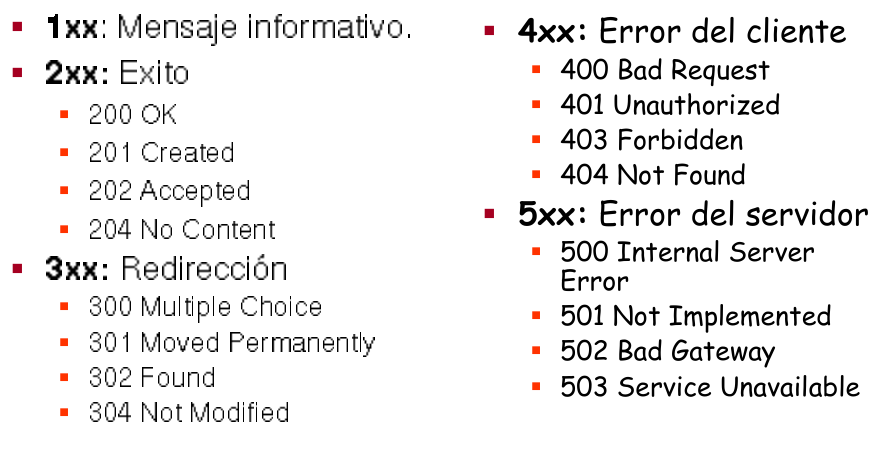 1xx: Mensaje informativo.
2xx: Exito
200 OK
201 Created
202 Accepted
204 No Content
3xx: Redirección
300 Multiple Choice
301 Moved Permanently
302 Found
304 Not Modified
4xx: Error del cliente
400 Bad Request
401 Unauthorized
403 Forbidden
404 Not Found
5xx: Error del servidor
500 Internal Server
Error
501 Not Implemented
502 Bad Gateway
503 Service Unavailable